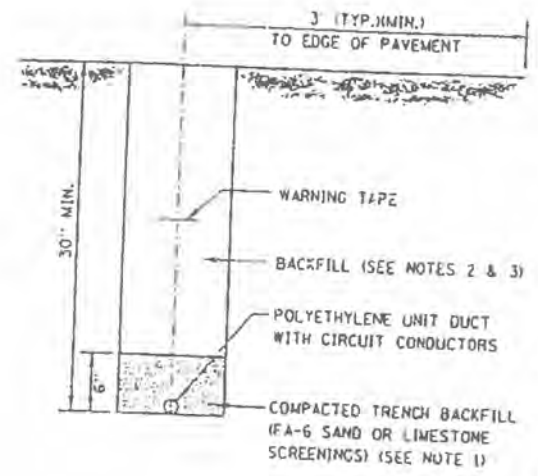 3' (TYP.)(MIN.)
TO EDGE OF PAVEMENT
30" MIN.
WARNING TAPE
BACKFILL (SEE NOTES 2 & 3)
POLYETHYLENE UNIT DUCT
WITH CIRCUIT CONDUCTORS
6"
COMPACTED TRENCH BACKFILL
(FA-6 SAND OR LIMESTONE
SCREENINGS) (SEE NOTE 1)